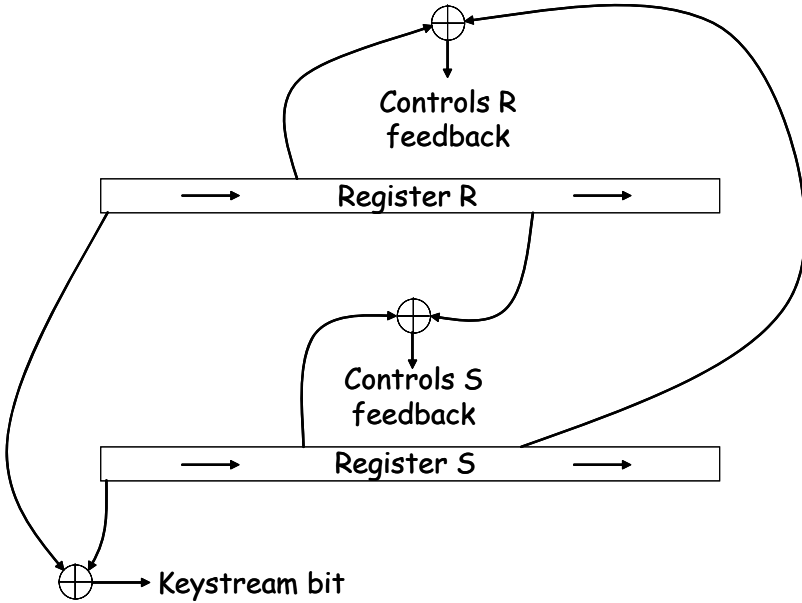 Controls R
feedback
Register R
Controls S
feedback
Register S
Keystream bit